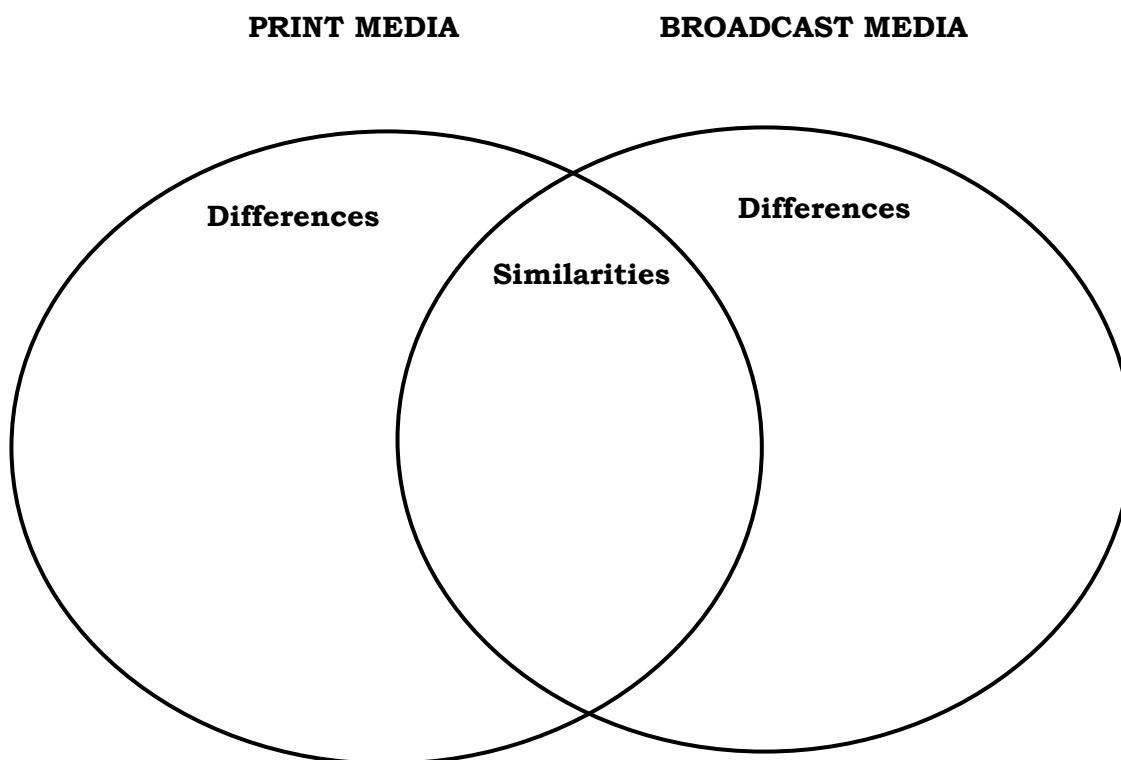 PRINT MEDIA
BROADCAST MEDIA
Differences
Differences
Similarities